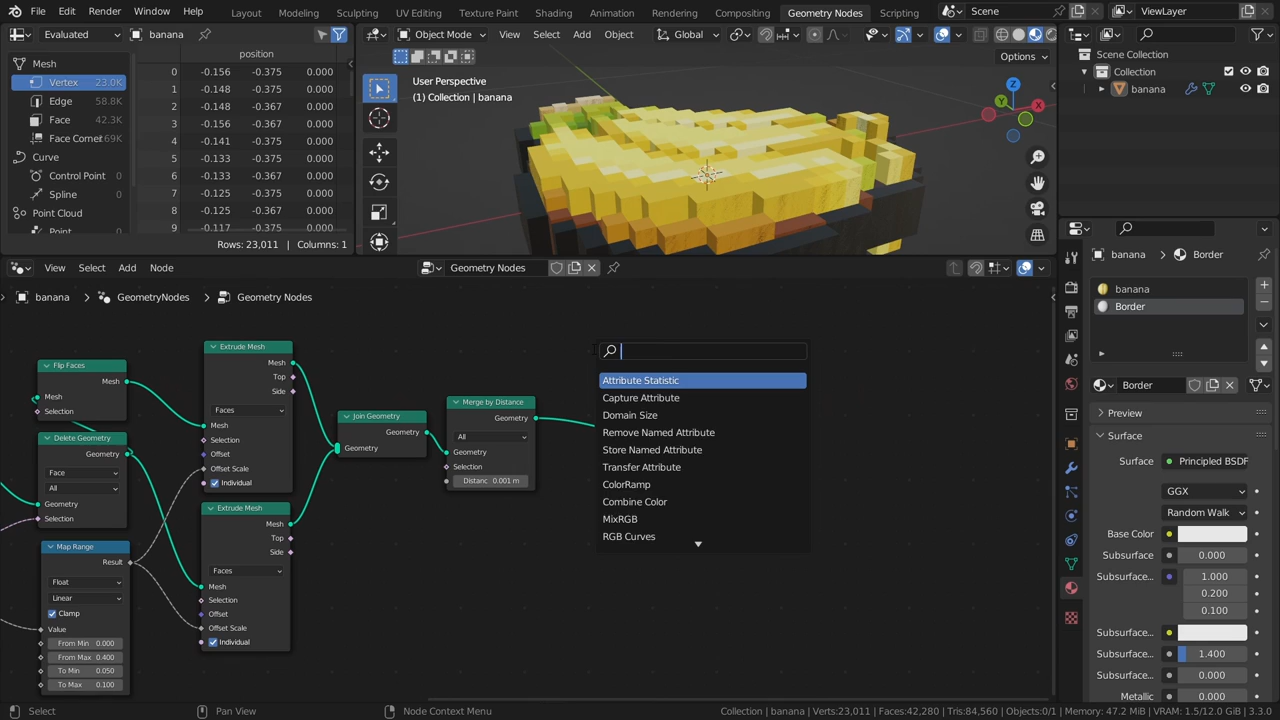 File Edit Render Window Help Layout Modeling Sculpting UV Editing Texture Paint Shading Animation Rendering Compositing Geometry Nodes Scripting Scene ViewLayer
Evaluated banana
Object Mode View Select Add Object Global
position
Mesh
Vertex 23.0K
Edge 58.8K
Face 42.3K
Face Corner 69K
Curve
Control Point 0
Spline 0
Point Cloud
Point 0
0 -0.156 -0.375 0.000
1 -0.148 -0.375 0.000
2 -0.148 -0.367 0.000
3 -0.156 -0.367 0.000
4 -0.141 -0.375 0.000
5 -0.133 -0.375 0.000
6 -0.133 -0.367 0.000
7 -0.125 -0.375 0.000
8 -0.125 -0.367 0.000
9 -0.117 -0.375 0.000
Rows: 23,011 | Columns: 1
Options
User Perspective
(1) Collection | banana
Z
X
Y
Scene Collection
Collection
banana
View Select Add Node
Geometry Nodes
banana GeometryNodes Geometry Nodes
Flip Faces
Mesh
Mesh
Selection
Delete Geometry
Geometry
Face
All
Geometry
Selection
Map Range
Result
Float
Linear
Clamp
Value
From Min 0.000
From Max 0.400
To Min 0.050
To Max 0.100
Extrude Mesh
Mesh
Top
Side
Faces
Mesh
Selection
Offset
Offset Scale
Individual
Extrude Mesh
Mesh
Top
Side
Faces
Mesh
Selection
Offset
Offset Scale
Individual
Join Geometry
Geometry
Geometry
Merge by Distance
Geometry
All
Geometry
Selection
Distanc 0.001 m
Attribute Statistic
Capture Attribute
Domain Size
Remove Named Attribute
Store Named Attribute
Transfer Attribute
ColorRamp
Combine Color
MixRGB
RGB Curves
banana Border
banana
Border
Border
Preview
Surface
Surface Principled BSDF
GGX
Random Walk
Base Color
Subsurface 0.000
Subsurface... 1.000
0.200
0.100
Subsurface...
Subsurface... 1.400
Subsurface... 0.000
Metallic 0.000
Select Pan View Node Context Menu Collection | banana | Verts:23,011 | Faces:42,280 | Tris:84,560 | Objects:0/1 | Memory: 47.2 MiB | VRAM: 1.5/12.0 GiB | 3.3.0